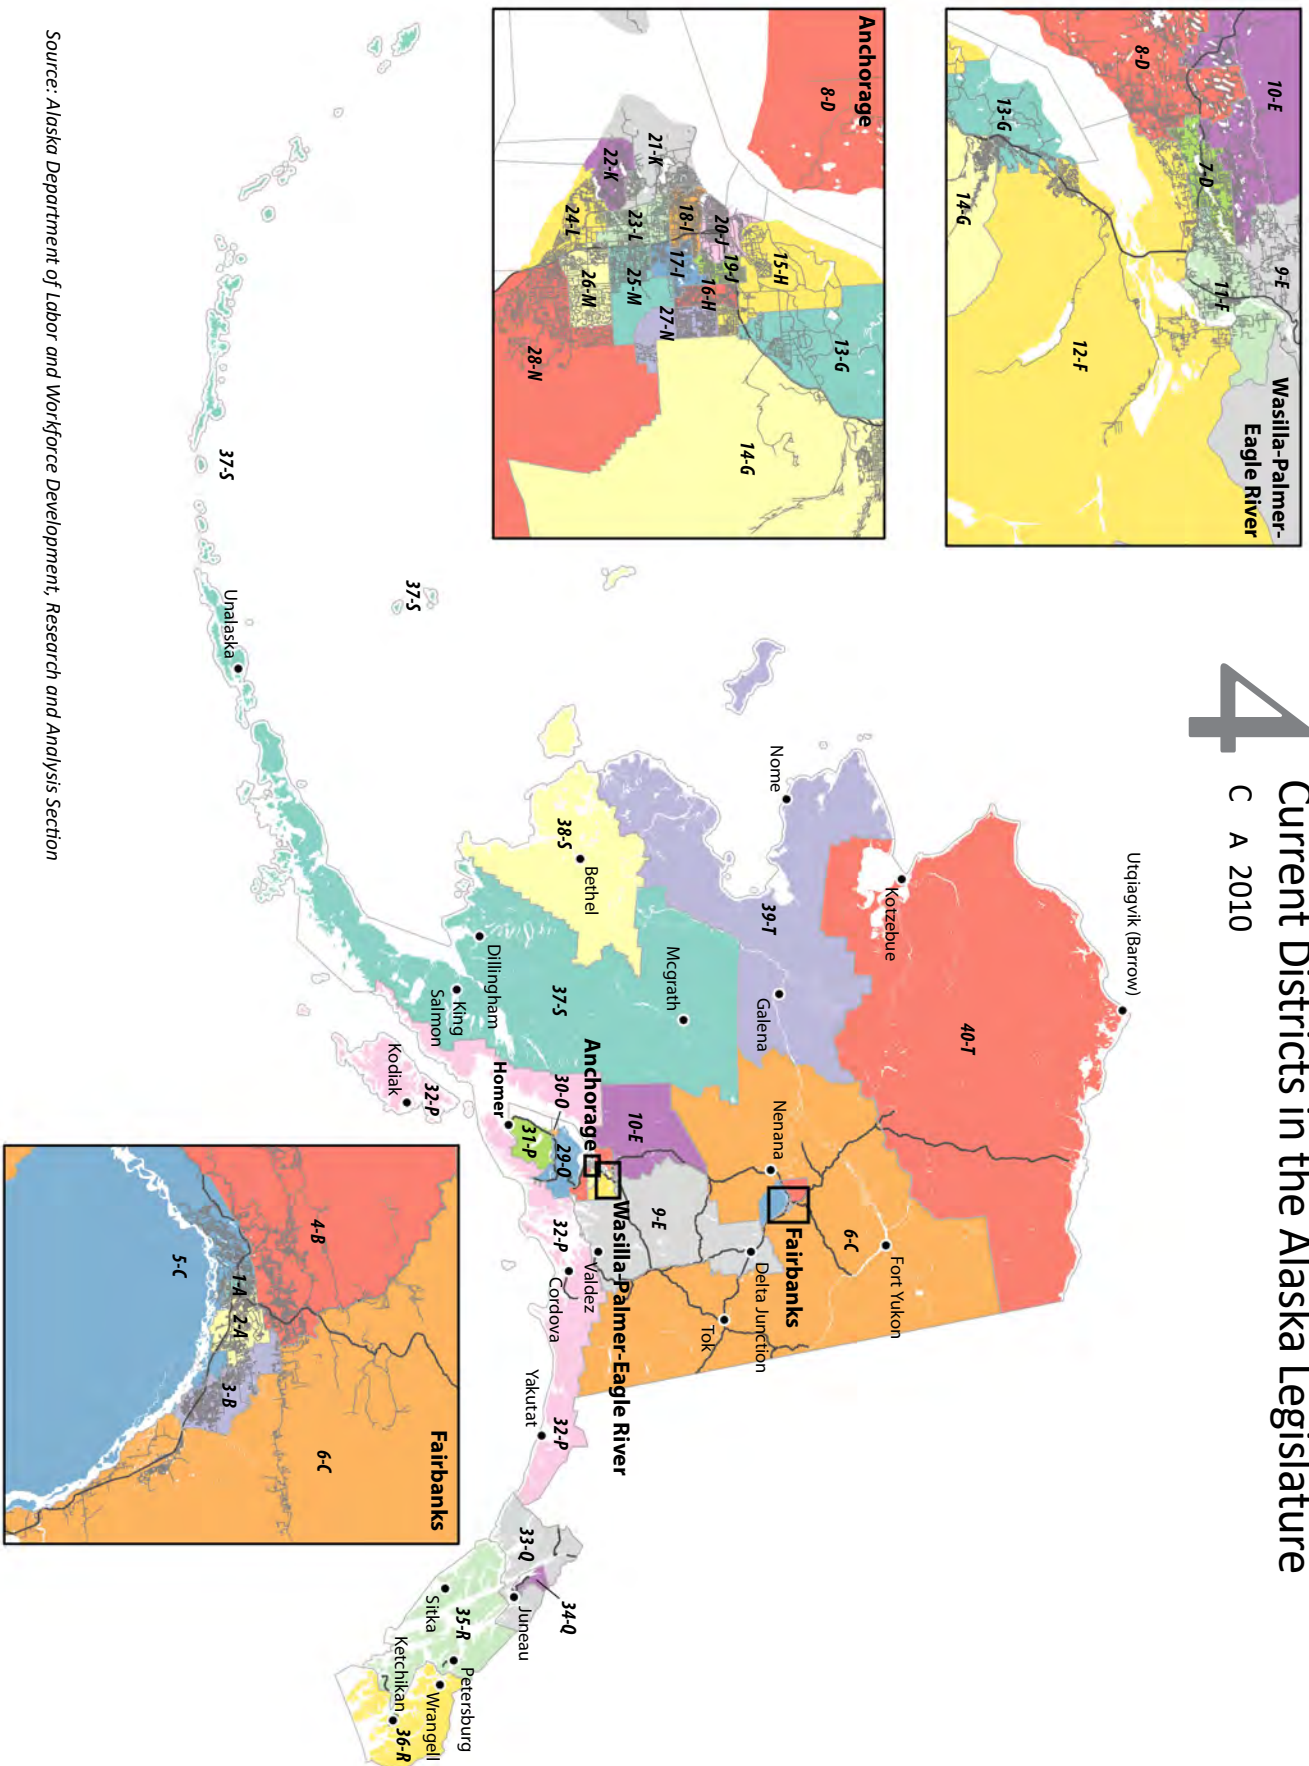 4
Current Districts in the Alaska Legislature
C A 2010
Wasilla-Palmer-
Eagle River
10-E
8-D
9-E
7-D
13-G
11-F
14-G
12-F
Anchorage
8-D
21-K
22-K
20-J
15-H
18-I
19-J
23-L
24-L
17-I
16-H
25-M
26-M
27-N
13-G
28-N
14-G
Utqiagvik (Barrow)
Kotzebue
40-T
Nome
39-T
Galena
Fort Yukon
Nenana
6-C
Fairbanks
Delta Junction
Tok
Mcgrath
38-S
Bethel
37-S
10-E
9-E
Anchorage
Wasilla-Palmer-Eagle River
Valdez
Cordova
32-P
30-O
29-O
31-P
Homer
Dillingham
King
Salmon
Kodiak
32-P
Yakutat
32-P
37-S
37-S
Unalaska
33-Q
34-Q
Juneau
Sitka
35-R
Petersburg
Wrangell
Ketchikan
36-R
Fairbanks
4-B
5-C
1-A
2-A
3-B
6-C
Source: Alaska Department of Labor and Workforce Development, Research and Analysis Section